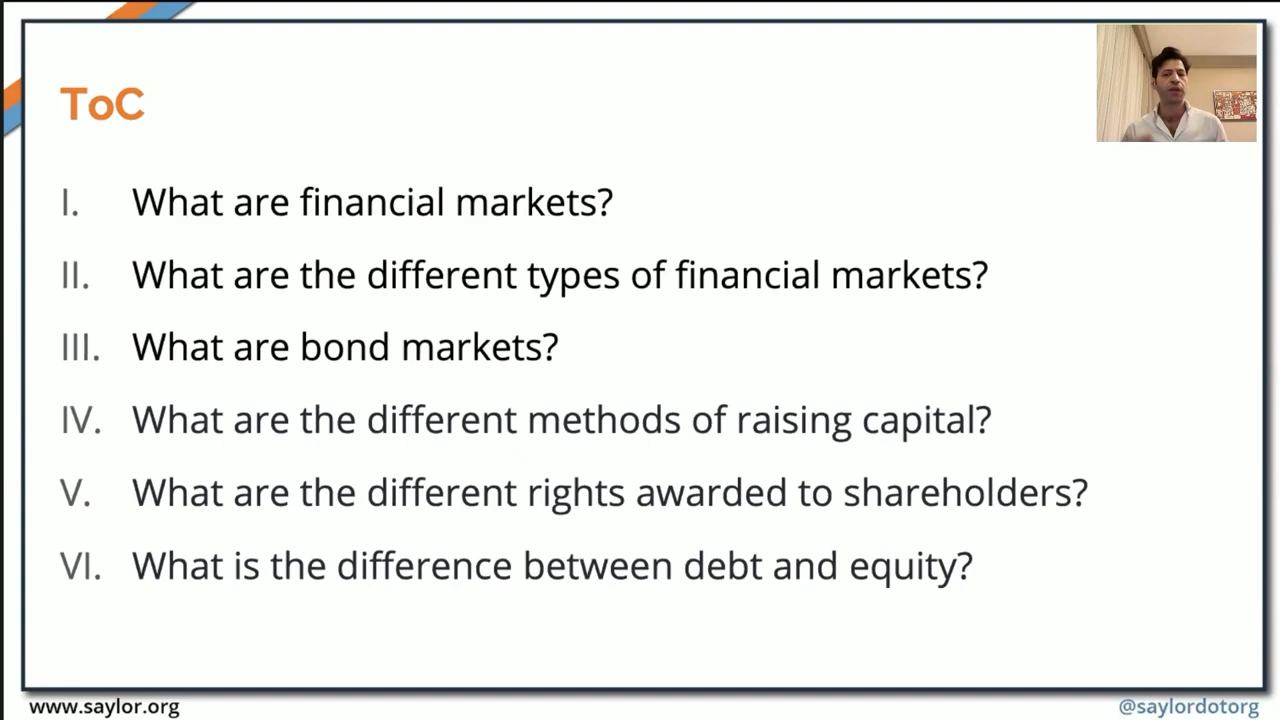 ToC
I. What are financial markets?
II. What are the different types of financial markets?
III. What are bond markets?
IV. What are the different methods of raising capital?
V. What are the different rights awarded to shareholders?
VI. What is the difference between debt and equity?
www.saylor.org
@saylordotorg